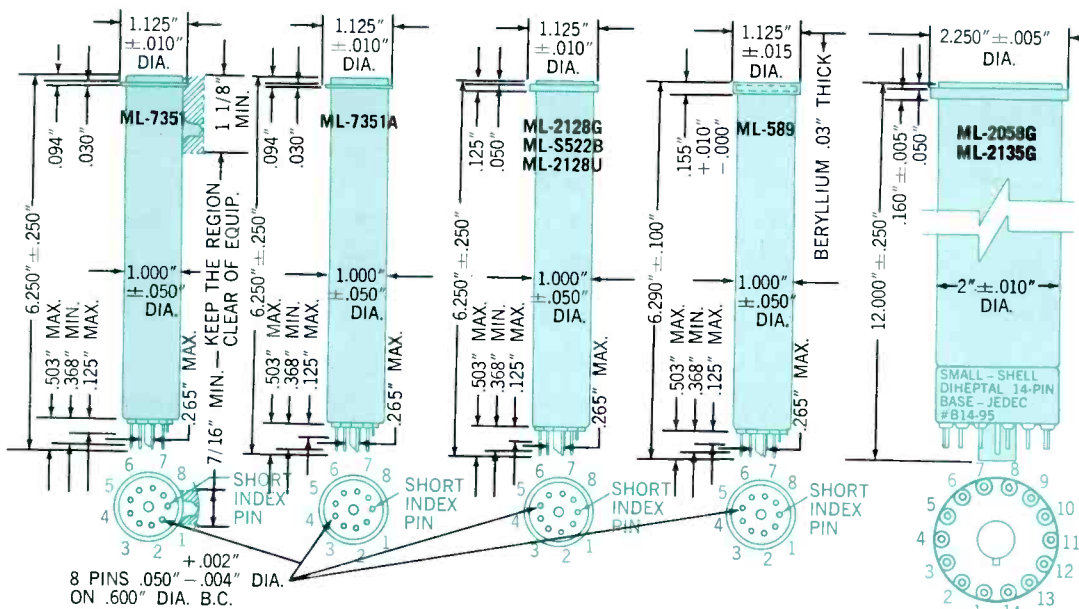 1.125"
±.010"
DIA.
ML-7351
.094"
.030"
1 1/8"
MIN.
6.250" ±.250"
KEEP THE REGION
CLEAR OF EQUIP.
1.000"
±.050"
DIA.
.503" MAX.
.368" MIN.
.125" MAX.
.265" MAX.
7/16" MIN.
6
7
5
8
4
3
2
1
SHORT
INDEX
PIN
1.125"
±.010"
DIA.
ML-7351A
.094"
.030"
6.250" ±.250"
1.000"
±.050"
DIA.
.503" MAX.
.368" MIN.
.125" MAX.
.265" MAX.
6
7
5
8
4
3
2
1
SHORT
INDEX
PIN
1.125"
±.010"
DIA.
ML-2128G
ML-S522B
ML-2128U
.125"
.050"
6.250" ±.250"
1.000"
±.050"
DIA.
.503" MAX.
.368" MIN.
.125" MAX.
.265" MAX.
6
7
5
8
4
3
2
1
SHORT
INDEX
PIN
1.125"
±.015
DIA.
ML-589
.155"
+.010"
-.000"
BERYLLIUM .03" THICK
6.290" ±.100"
1.000"
±.050"
DIA.
.503" MAX.
.368" MIN.
.125" MAX.
.265" MAX.
6
7
5
8
4
3
2
1
SHORT
INDEX
PIN
2.250" ±.005"
DIA.
ML-2058G
ML-2135G
.160" ±.005"
.050"
12.000" ±.250"
2" ±.010"
DIA.
SMALL-SHELL
DIHEPTAL 14-PIN
BASE-JEDEC
#B14-95
6
7
8
9
5
10
4
11
3
12
2
13
1
14
8 PINS .050" +.002" -.004" DIA.
ON .600" DIA. B.C.